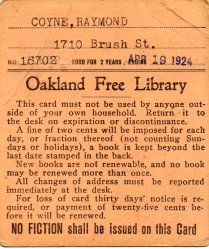 COYNE, RAYMOND
1710 Brush St.
No. 16702 GOOD FOR 2 YEARS, APR 19 1924
Oakland Free Library
This card must not be used by anyone out-
side of your own household. Return it to
the desk on expiration or discontinuance.
A fine of two cents will be imposed for each
day, or fraction thereof (not counting Sun-
days or holidays), a book is kept beyond the
last date stamped in the back.
New books are not renewable, and no book
may be renewed more than once.
All changes of address must be reported
immediately at the desk.
For loss of card thirty days' notice is
required, or payment of twenty-five cents be-
fore it will be renewed.
NO FICTION shall be issued on this Card